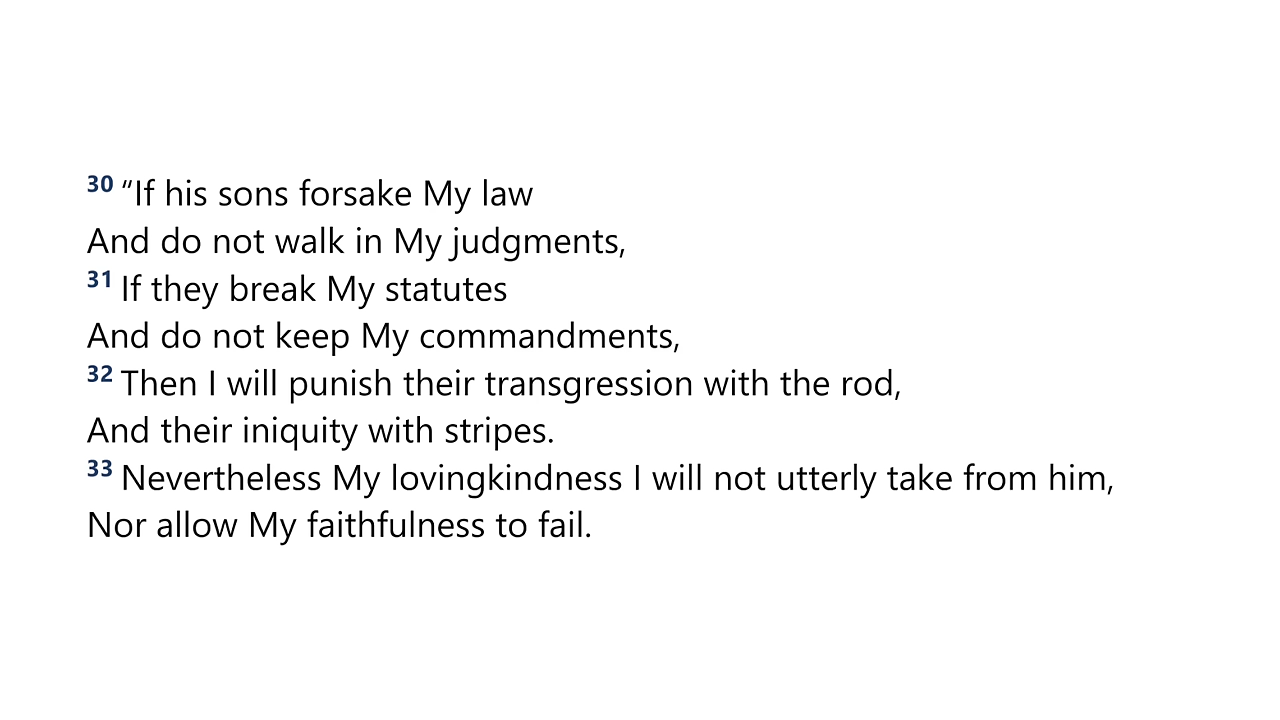 30 “If his sons forsake My law
And do not walk in My judgments,
31 If they break My statutes
And do not keep My commandments,
32 Then I will punish their transgression with the rod,
And their iniquity with stripes.
33 Nevertheless My lovingkindness I will not utterly take from him,
Nor allow My faithfulness to fail.